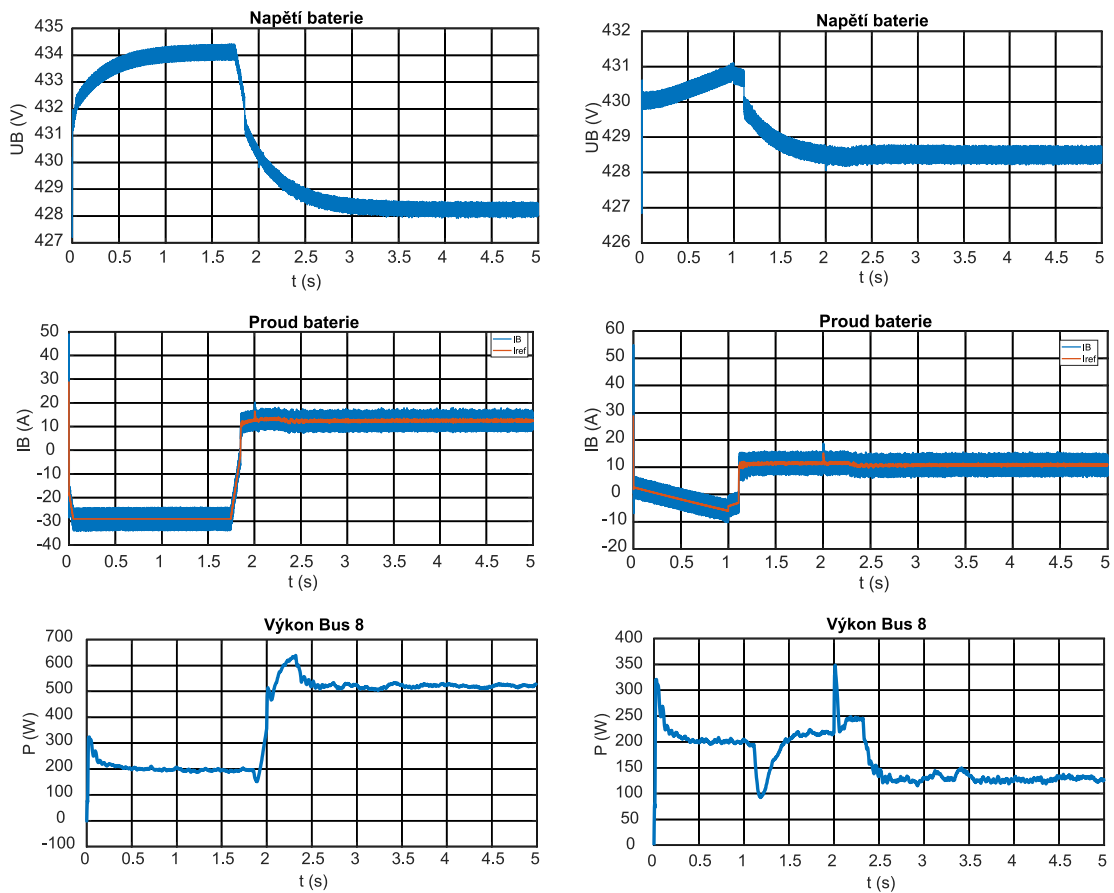 Napětí baterie
435
434
433
432
431
430
429
428
427
UB (V)
0 0.5 1 1.5 2 2.5 3 3.5 4 4.5 5
t (s)
Napětí baterie
432
431
430
429
428
427
426
UB (V)
0 0.5 1 1.5 2 2.5 3 3.5 4 4.5 5
t (s)
Proud baterie
50
40
30
20
10
0
-10
-20
-30
-40
IB (A)
IB
Iref
0 0.5 1 1.5 2 2.5 3 3.5 4 4.5 5
t (s)
Proud baterie
60
50
40
30
20
10
0
-10
-20
IB (A)
IB
Iref
0 0.5 1 1.5 2 2.5 3 3.5 4 4.5 5
t (s)
Výkon Bus 8
700
600
500
400
300
200
100
0
-100
P (W)
0 0.5 1 1.5 2 2.5 3 3.5 4 4.5 5
t (s)
Výkon Bus 8
400
350
300
250
200
150
100
50
0
P (W)
0 0.5 1 1.5 2 2.5 3 3.5 4 4.5 5
t (s)